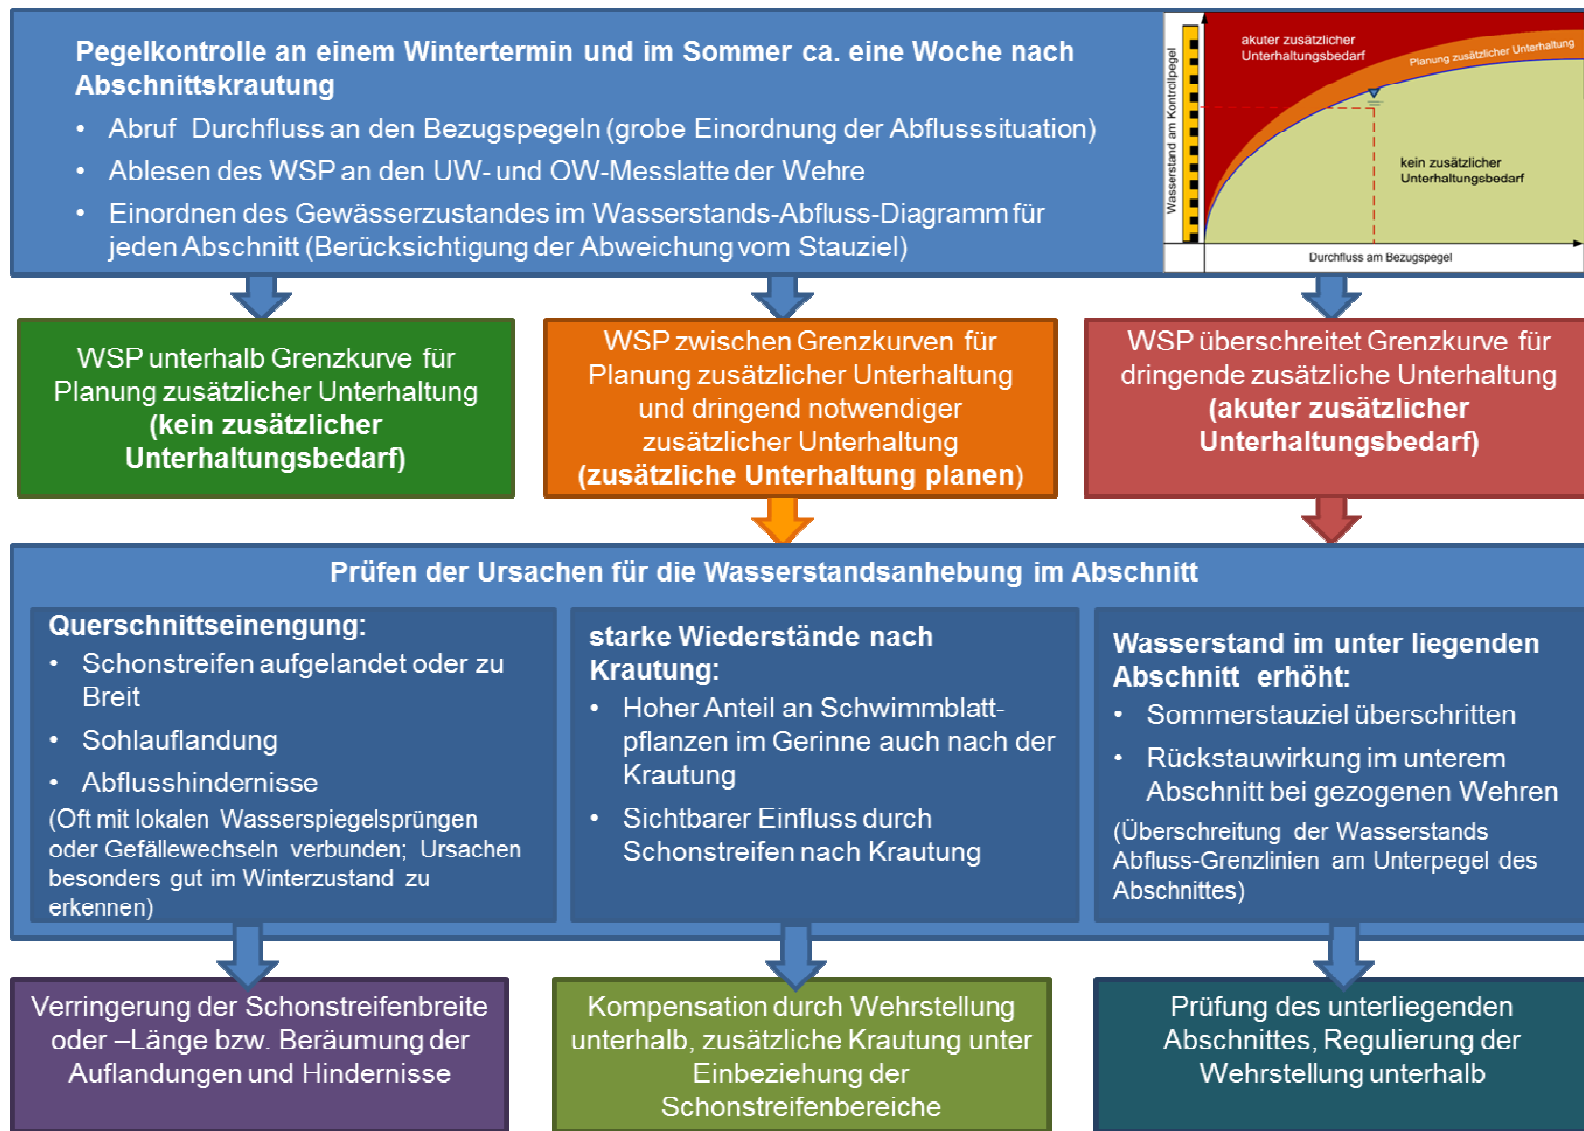 Pegelkontrolle an einem Wintertermin und im Sommer ca. eine Woche nach
Abschnittskrautung
• Abruf Durchfluss an den Bezugspegeln (grobe Einordnung der Abflusssituation)
• Ablesen des WSP an den UW- und OW-Messlatte der Wehre
• Einordnen des Gewässerzustandes im Wasserstands-Abfluss-Diagramm für
jeden Abschnitt (Berücksichtigung der Abweichung vom Stauziel)
Wasserstand am Kontrollpegel
akuter zusätzlicher
Unterhaltungsbedarf
Planung zusätzlicher Unterhaltung
kein zusätzlicher
Unterhaltungsbedarf
Durchfluss am Bezugspegel
WSP unterhalb Grenzkurve für
Planung zusätzlicher Unterhaltung
(kein zusätzlicher
Unterhaltungsbedarf)
WSP zwischen Grenzkurven für
Planung zusätzlicher Unterhaltung
und dringend notwendiger
zusätzlicher Unterhaltung
(zusätzliche Unterhaltung planen)
WSP überschreitet Grenzkurve für
dringende zusätzliche Unterhaltung
(akuter zusätzlicher
Unterhaltungsbedarf)
Prüfen der Ursachen für die Wasserstandsanhebung im Abschnitt
Querschnittseinengung:
• Schonstreifen aufgelandet oder zu
Breit
• Sohlauflandung
• Abflusshindernisse
(Oft mit lokalen Wasserspiegelsprüngen
oder Gefällewechseln verbunden; Ursachen
besonders gut im Winterzustand zu
erkennen)
starke Wiederstände nach
Krautung:
• Hoher Anteil an Schwimmblatt-
pflanzen im Gerinne auch nach der
Krautung
• Sichtbarer Einfluss durch
Schonstreifen nach Krautung
Wasserstand im unter liegenden
Abschnitt erhöht:
• Sommerstauziel überschritten
• Rückstauwirkung im unterem
Abschnitt bei gezogenen Wehren
(Überschreitung der Wasserstands
Abfluss-Grenzlinien am Unterpegel des
Abschnittes)
Verringerung der Schonstreifenbreite
oder –Länge bzw. Beräumung der
Auflandungen und Hindernisse
Kompensation durch Wehrstellung
unterhalb, zusätzliche Krautung unter
Einbeziehung der
Schonstreifenbereiche
Prüfung des unterliegenden
Abschnittes, Regulierung der
Wehrstellung unterhalb